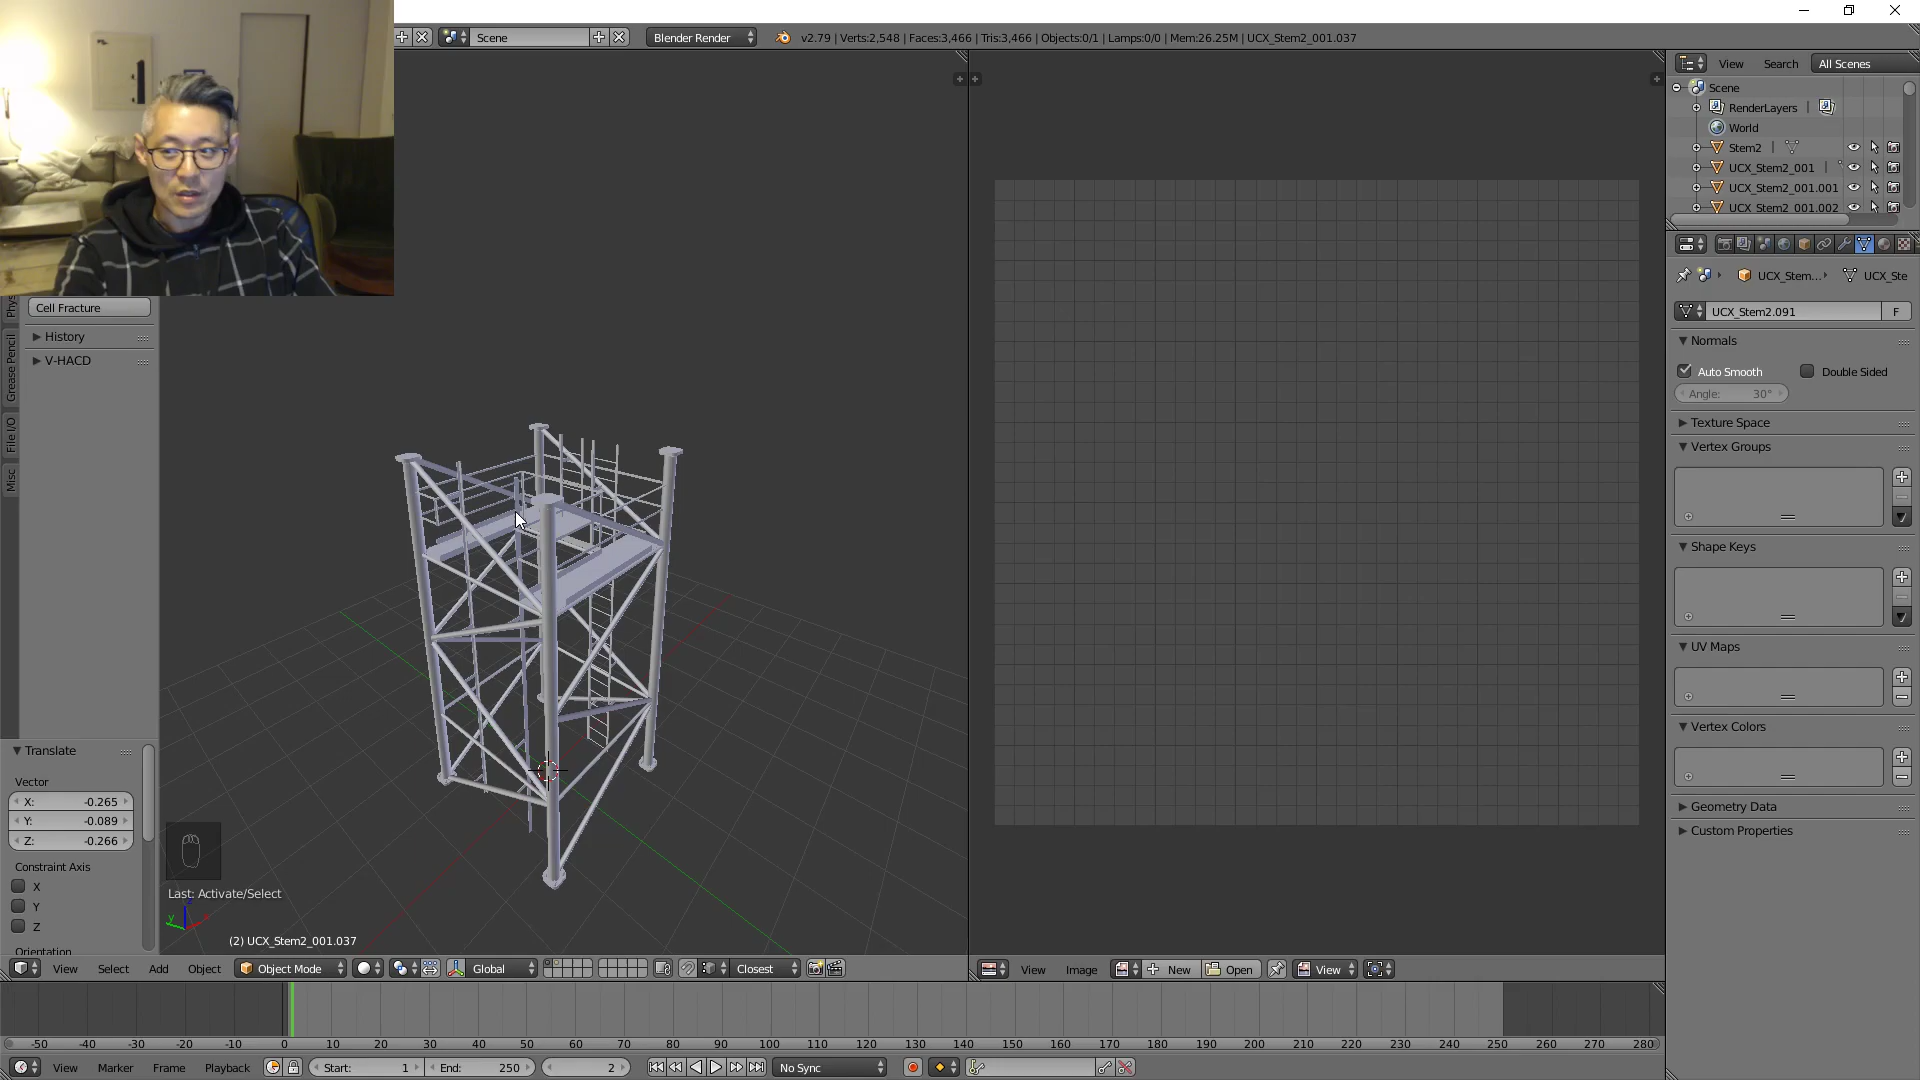 Scene
Blender Render
v2.79 | Verts:2,548 | Faces:3,466 | Tris:3,466 | Objects:0/1 | Lamps:0/0 | Mem:26.25M | UCX_Stem2_001.037
View Search All Scenes
Scene
RenderLayers
World
Stem2
UCX_Stem2_001
UCX_Stem2_001.001
UCX_Stem2_001.002
UCX_Stem... UCX_Ste
UCX_Stem2.091 F
Normals
Auto Smooth Double Sided
Angle: 30°
Texture Space
Vertex Groups
Shape Keys
UV Maps
Vertex Colors
Geometry Data
Custom Properties
Grease Pencil
File I/O
Misc
Cell Fracture
History
V-HACD
Translate
Vector
X: -0.265
Y: -0.089
Z: -0.266
Constraint Axis
X
Y
Z
Orientation
Last: Activate/Select
(2) UCX_Stem2_001.037
View Select Add Object Object Mode Global Closest
View Image New Open View
-50 -40 -30 -20 -10 0 10 20 30 40 50 60 70 80 90 100 110 120 130 140 150 160 170 180 190 200 210 220 230 240 250 260 270 280
View Marker Frame Playback Start: 1 End: 250 2 No Sync